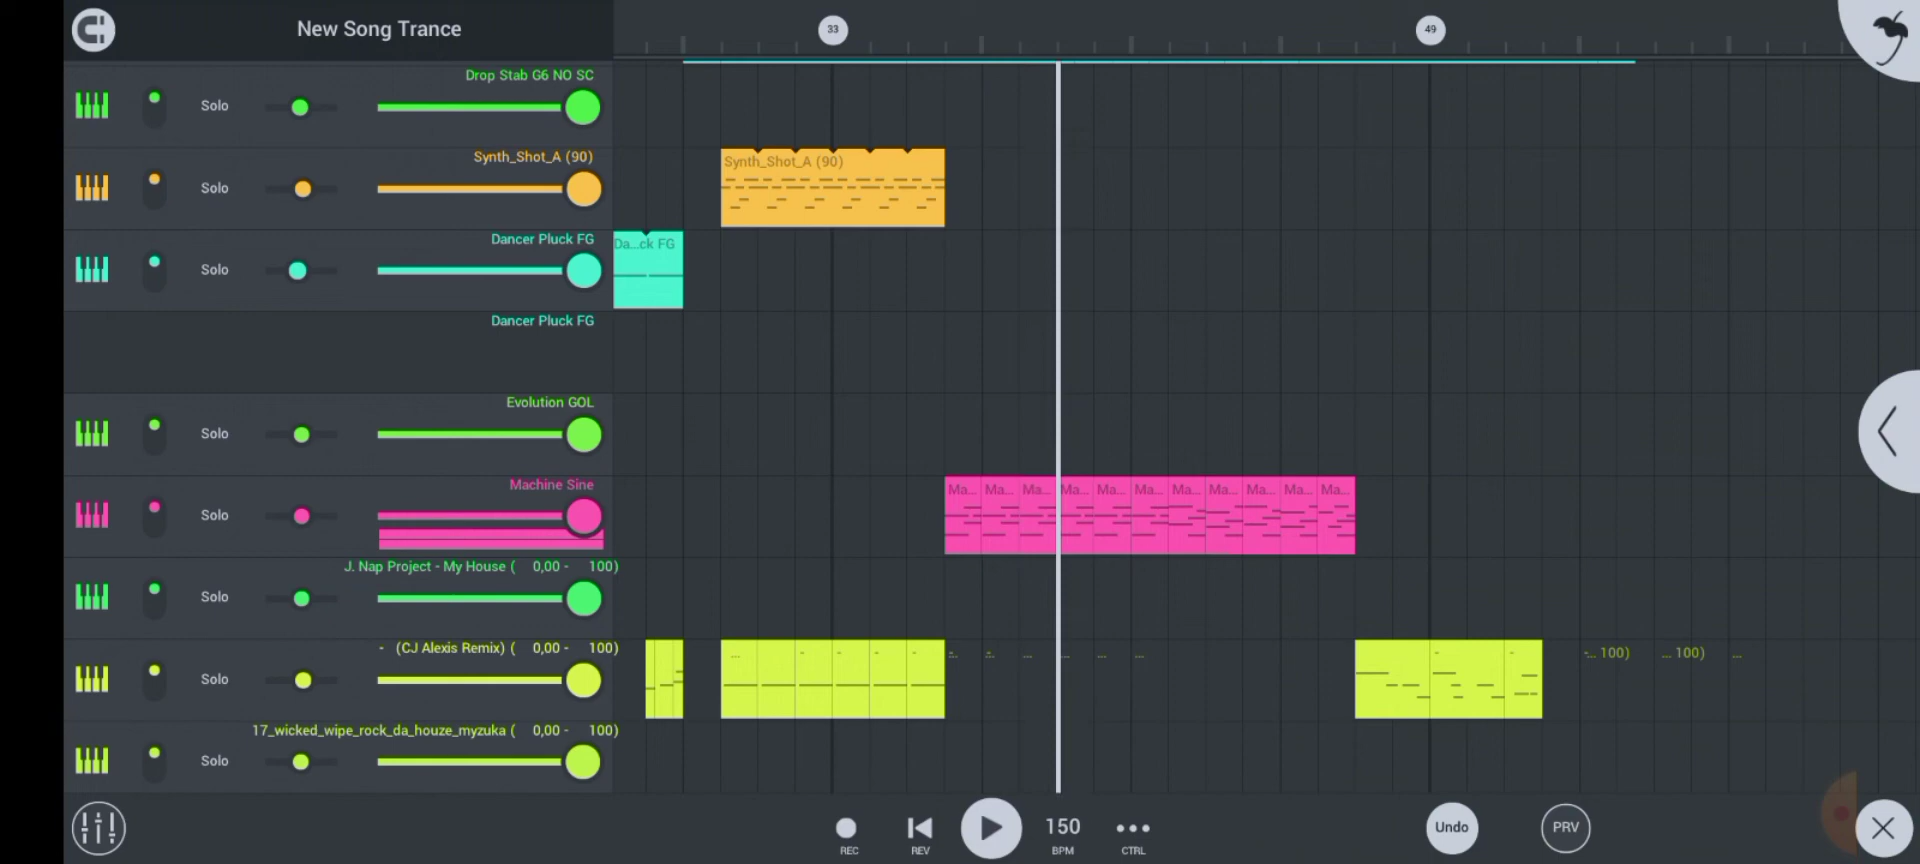 New Song Trance
33
49
Drop Stab G6 NO SC
Solo
Synth_Shot_A (90)
Solo
Synth_Shot_A (90)
Dancer Pluck FG
Solo
Da...ck FG
Dancer Pluck FG
Evolution GOL
Solo
Machine Sine
Solo
Ma... Ma... Ma... Ma... Ma... Ma... Ma... Ma... Ma... Ma... Ma...
J. Nap Project - My House ( 0,00 - 100)
Solo
- (CJ Alexis Remix) ( 0,00 - 100)
Solo
-... 100) ... 100) ...
17_wicked_wipe_rock_da_houze_myzuka ( 0,00 - 100)
Solo
REC
REV
150
BPM
CTRL
Undo
PRV